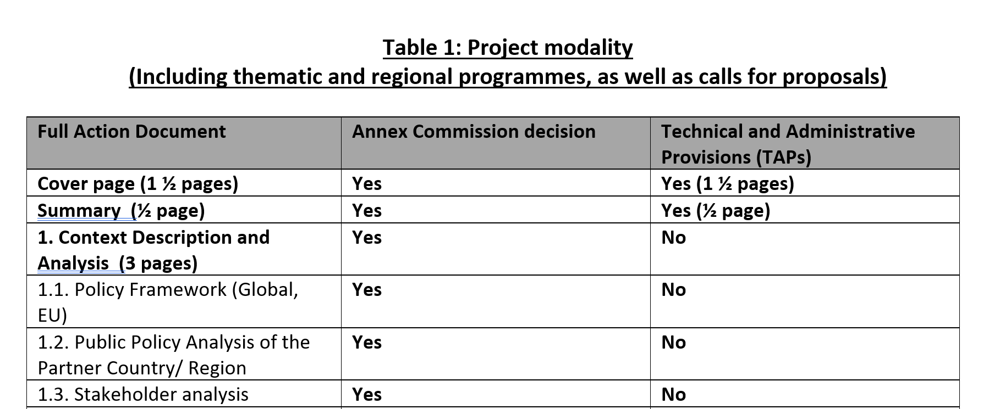 Table 1: Project modality
(Including thematic and regional programmes, as well as calls for proposals)
Full Action Document
Annex Commission decision
Technical and Administrative
Provisions (TAPs)
Cover page (1 ½ pages)
Yes
Yes (1 ½ pages)
Summary  (½ page)
Yes
Yes (½ page)
1. Context Description and
Analysis  (3 pages)
Yes
No
1.1. Policy Framework (Global,
EU)
Yes
No
1.2. Public Policy Analysis of the
Partner Country/ Region
Yes
No
1.3. Stakeholder analysis
Yes
No